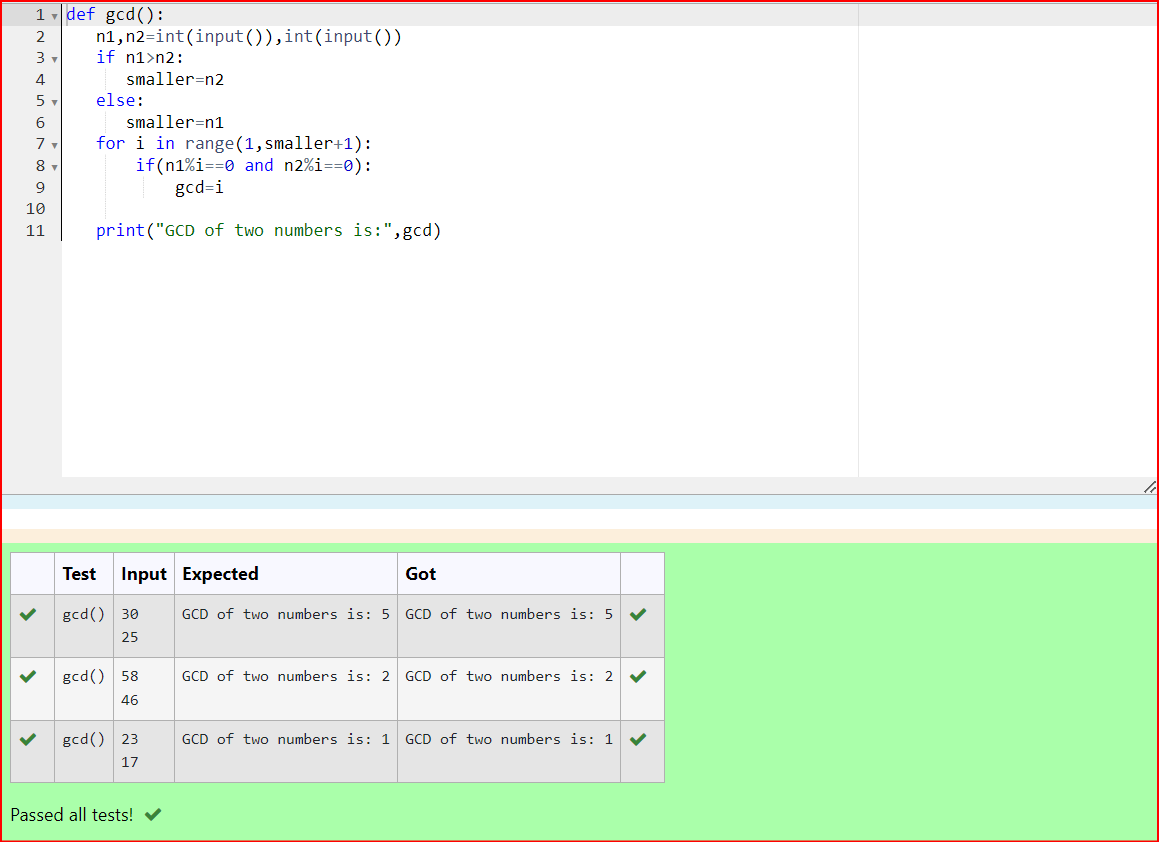 1 def gcd():
2 n1,n2=int(input()),int(input())
3 if n1>n2:
4 smaller=n2
5 else:
6 smaller=n1
7 for i in range(1,smaller+1):
8 if(n1%i==0 and n2%i==0):
9 gcd=i
10
11 print("GCD of two numbers is:",gcd)
Test Input Expected Got
gcd() 30 GCD of two numbers is: 5 GCD of two numbers is: 5
25
gcd() 58 GCD of two numbers is: 2 GCD of two numbers is: 2
46
gcd() 23 GCD of two numbers is: 1 GCD of two numbers is: 1
17
Passed all tests!